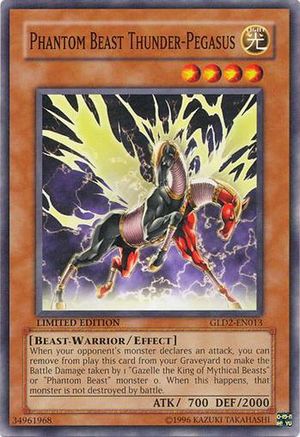 PHANTOM BEAST THUNDER-PEGASUS
LIGHT
光
LIMITED EDITION GLD2-EN013
[BEAST-WARRIOR/EFFECT]
When your opponent's monster declares an attack, you can
remove from play this card from your Graveyard to make the
Battle Damage taken by 1 "Gazelle the King of Mythical Beasts"
or "Phantom Beast" monster 0. When this happens, that
monster is not destroyed by battle.
ATK/ 700 DEF/2000
34961968 ©1996 KAZUKI TAKAHASHI